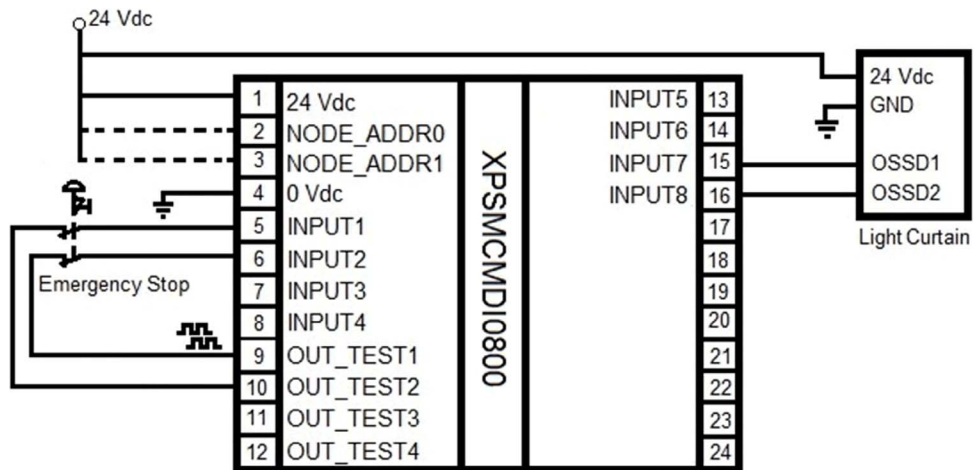 24 Vdc
1 24 Vdc
2 NODE_ADDR0
3 NODE_ADDR1
4 0 Vdc
5 INPUT1
6 INPUT2
7 INPUT3
8 INPUT4
9 OUT_TEST1
10 OUT_TEST2
11 OUT_TEST3
12 OUT_TEST4
Emergency Stop
XPSMCMDI0800
INPUT5 13
INPUT6 14
INPUT7 15
INPUT8 16
17
18
19
20
21
22
23
24
24 Vdc
GND
OSSD1
OSSD2
Light Curtain